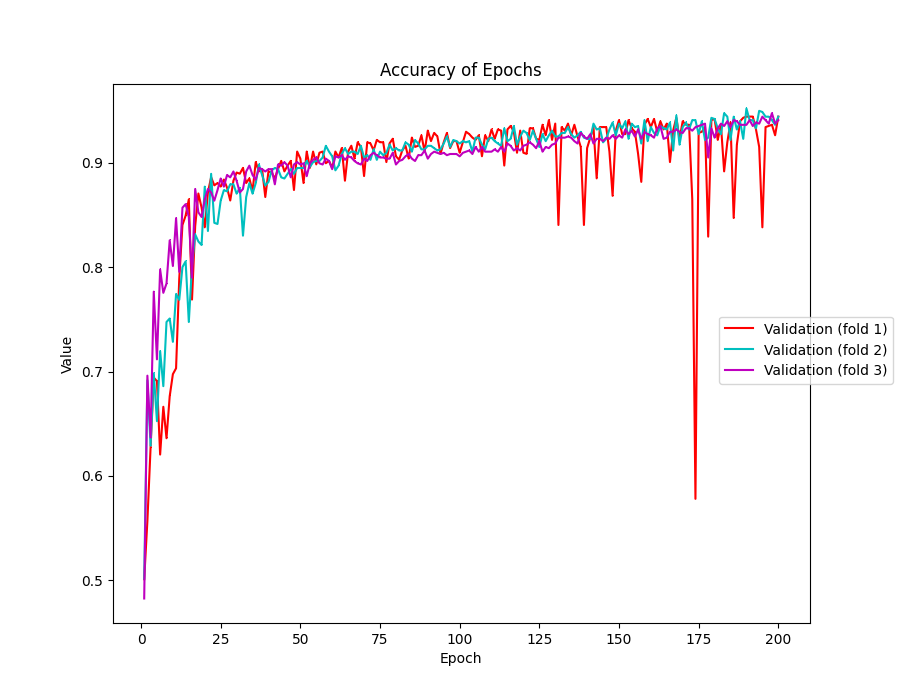 Accuracy of Epochs
Value
0.9
0.8
0.7
0.6
0.5
Validation (fold 1)
Validation (fold 2)
Validation (fold 3)
0 25 50 75 100 125 150 175 200
Epoch